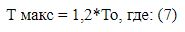 Т макс = 1,2*То, где: (7)